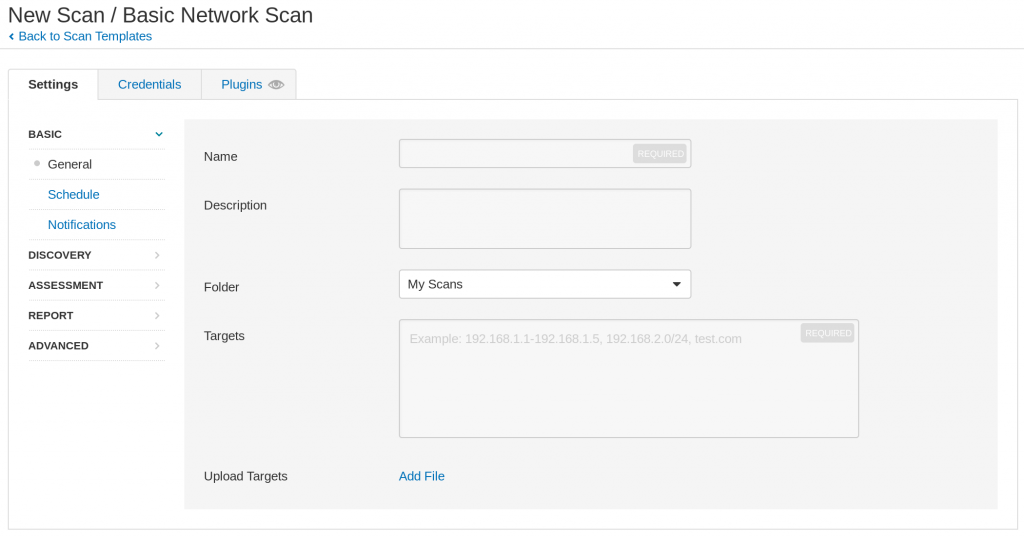 New Scan / Basic Network Scan
Back to Scan Templates
Settings Credentials Plugins
BASIC
General
Schedule
Notifications
DISCOVERY
ASSESSMENT
REPORT
ADVANCED
Name REQUIRED
Description
Folder My Scans
Targets Example: 192.168.1.1-192.168.1.5, 192.168.2.0/24, test.com REQUIRED
Upload Targets Add File